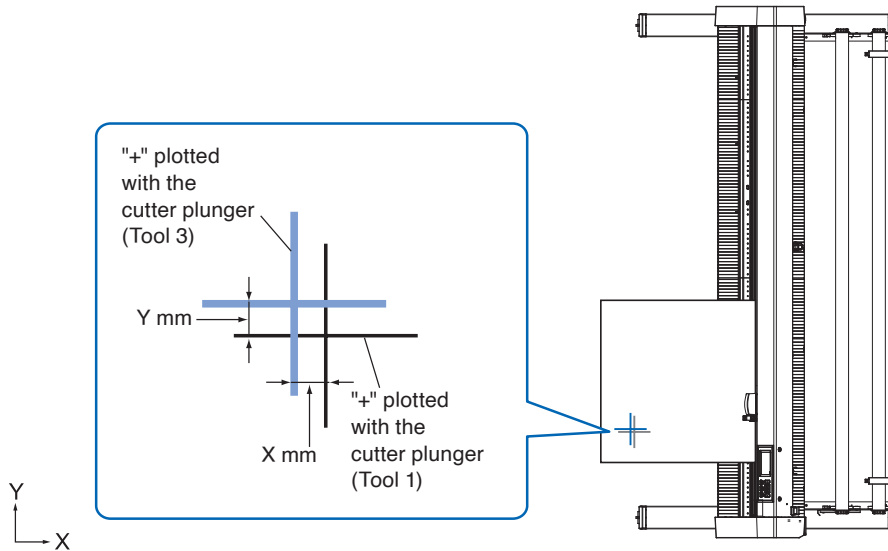 "+" plotted
with the
cutter plunger
(Tool 3)
Y mm
X mm
"+" plotted
with the
cutter plunger
(Tool 1)
Y
X